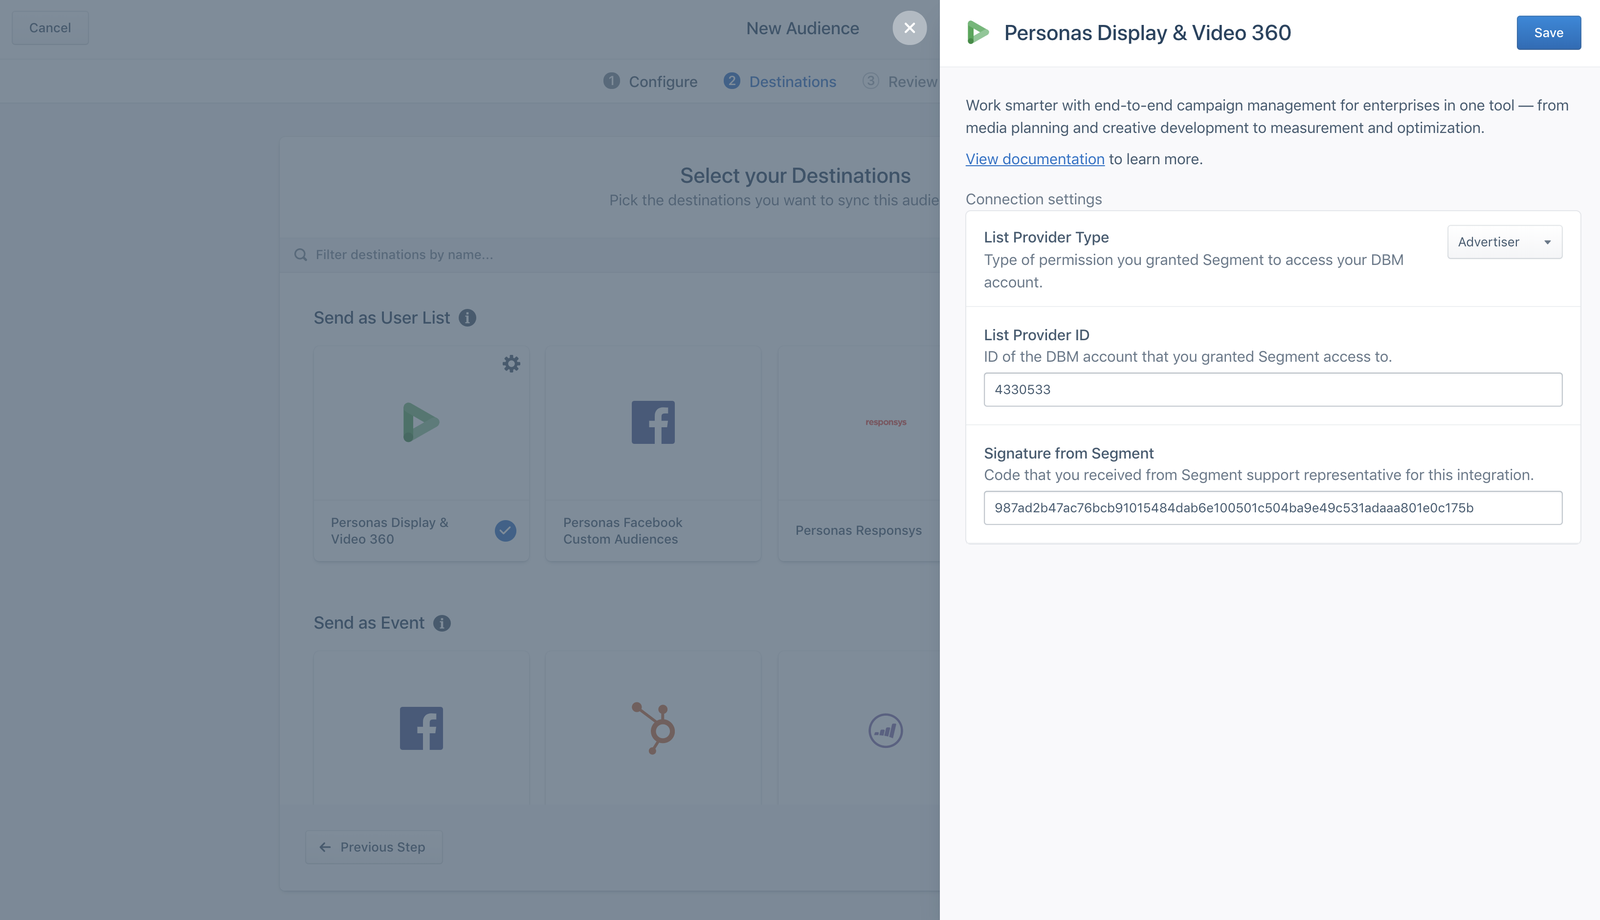 Cancel
New Audience
1 Configure
2 Destinations
3 Review
Select your Destinations
Pick the destinations you want to sync this audie
Filter destinations by name...
Send as User List
responsys
Personas Display &
Video 360
Personas Facebook
Custom Audiences
Personas Responsys
Send as Event
Previous Step
Personas Display & Video 360
Save
Work smarter with end-to-end campaign management for enterprises in one tool — from
media planning and creative development to measurement and optimization.
View documentation to learn more.
Connection settings
List Provider Type
Advertiser
Type of permission you granted Segment to access your DBM
account.
List Provider ID
ID of the DBM account that you granted Segment access to.
4330533
Signature from Segment
Code that you received from Segment support representative for this integration.
987ad2b47ac76bcb91015484dab6e100501c504ba9e49c531adaaa801e0c175b